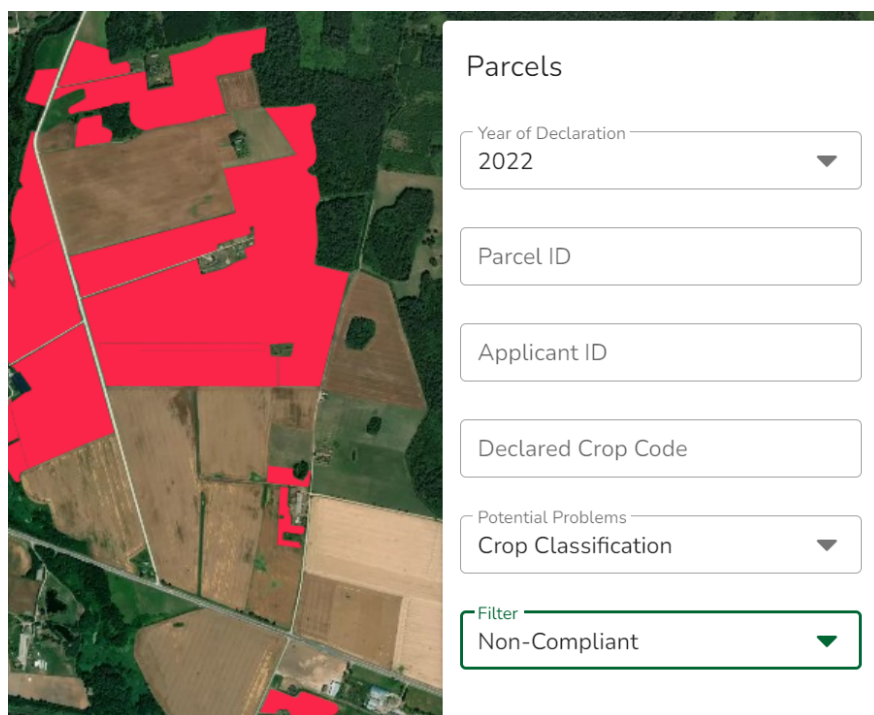 Parcels
Year of Declaration
2022
Parcel ID
Applicant ID
Declared Crop Code
Potential Problems
Crop Classification
Filter
Non-Compliant